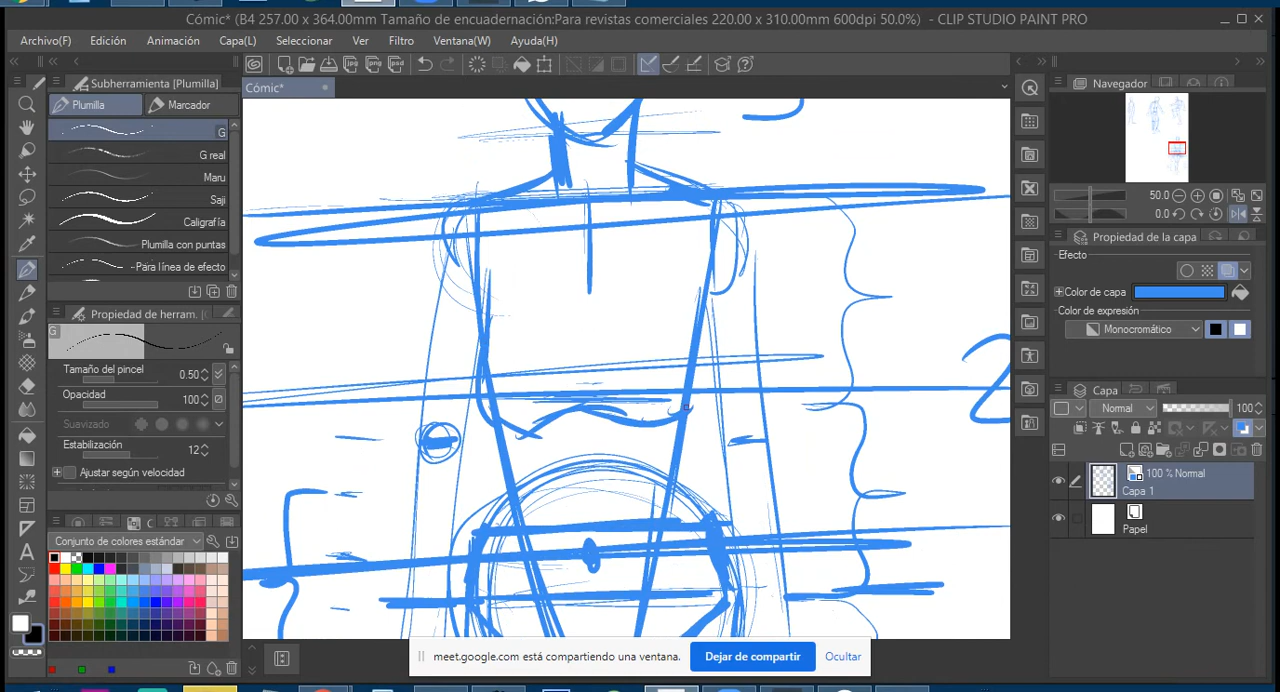 Cómic* (B4 257.00 x 364.00mm Tamaño de encuadernación:Para revistas comerciales 220.00 x 310.00mm 600dpi 50.0%) - CLIP STUDIO PAINT PRO
Archivo(F) Edición Animación Capa(L) Seleccionar Ver Filtro Ventana(W) Ayuda(H)
Subherramienta [Plumilla]
Cómic*
Navegador
Plumilla Marcador
G
G real
Maru
Saji
Caligrafía
Plumilla con puntas
Para línea de efecto
50.0
0.0
Propiedad de la capa
Efecto
Color de capa
Color de expresión
Monocromático
Propiedad de herram.
G
Tamaño del pincel 0.50
Opacidad 100
Suavizado
Estabilización 12
Ajustar según velocidad
2
Capa
Normal 100
100 % Normal
Capa 1
Papel
Conjunto de colores estándar
meet.google.com está compartiendo una ventana. Dejar de compartir Ocultar